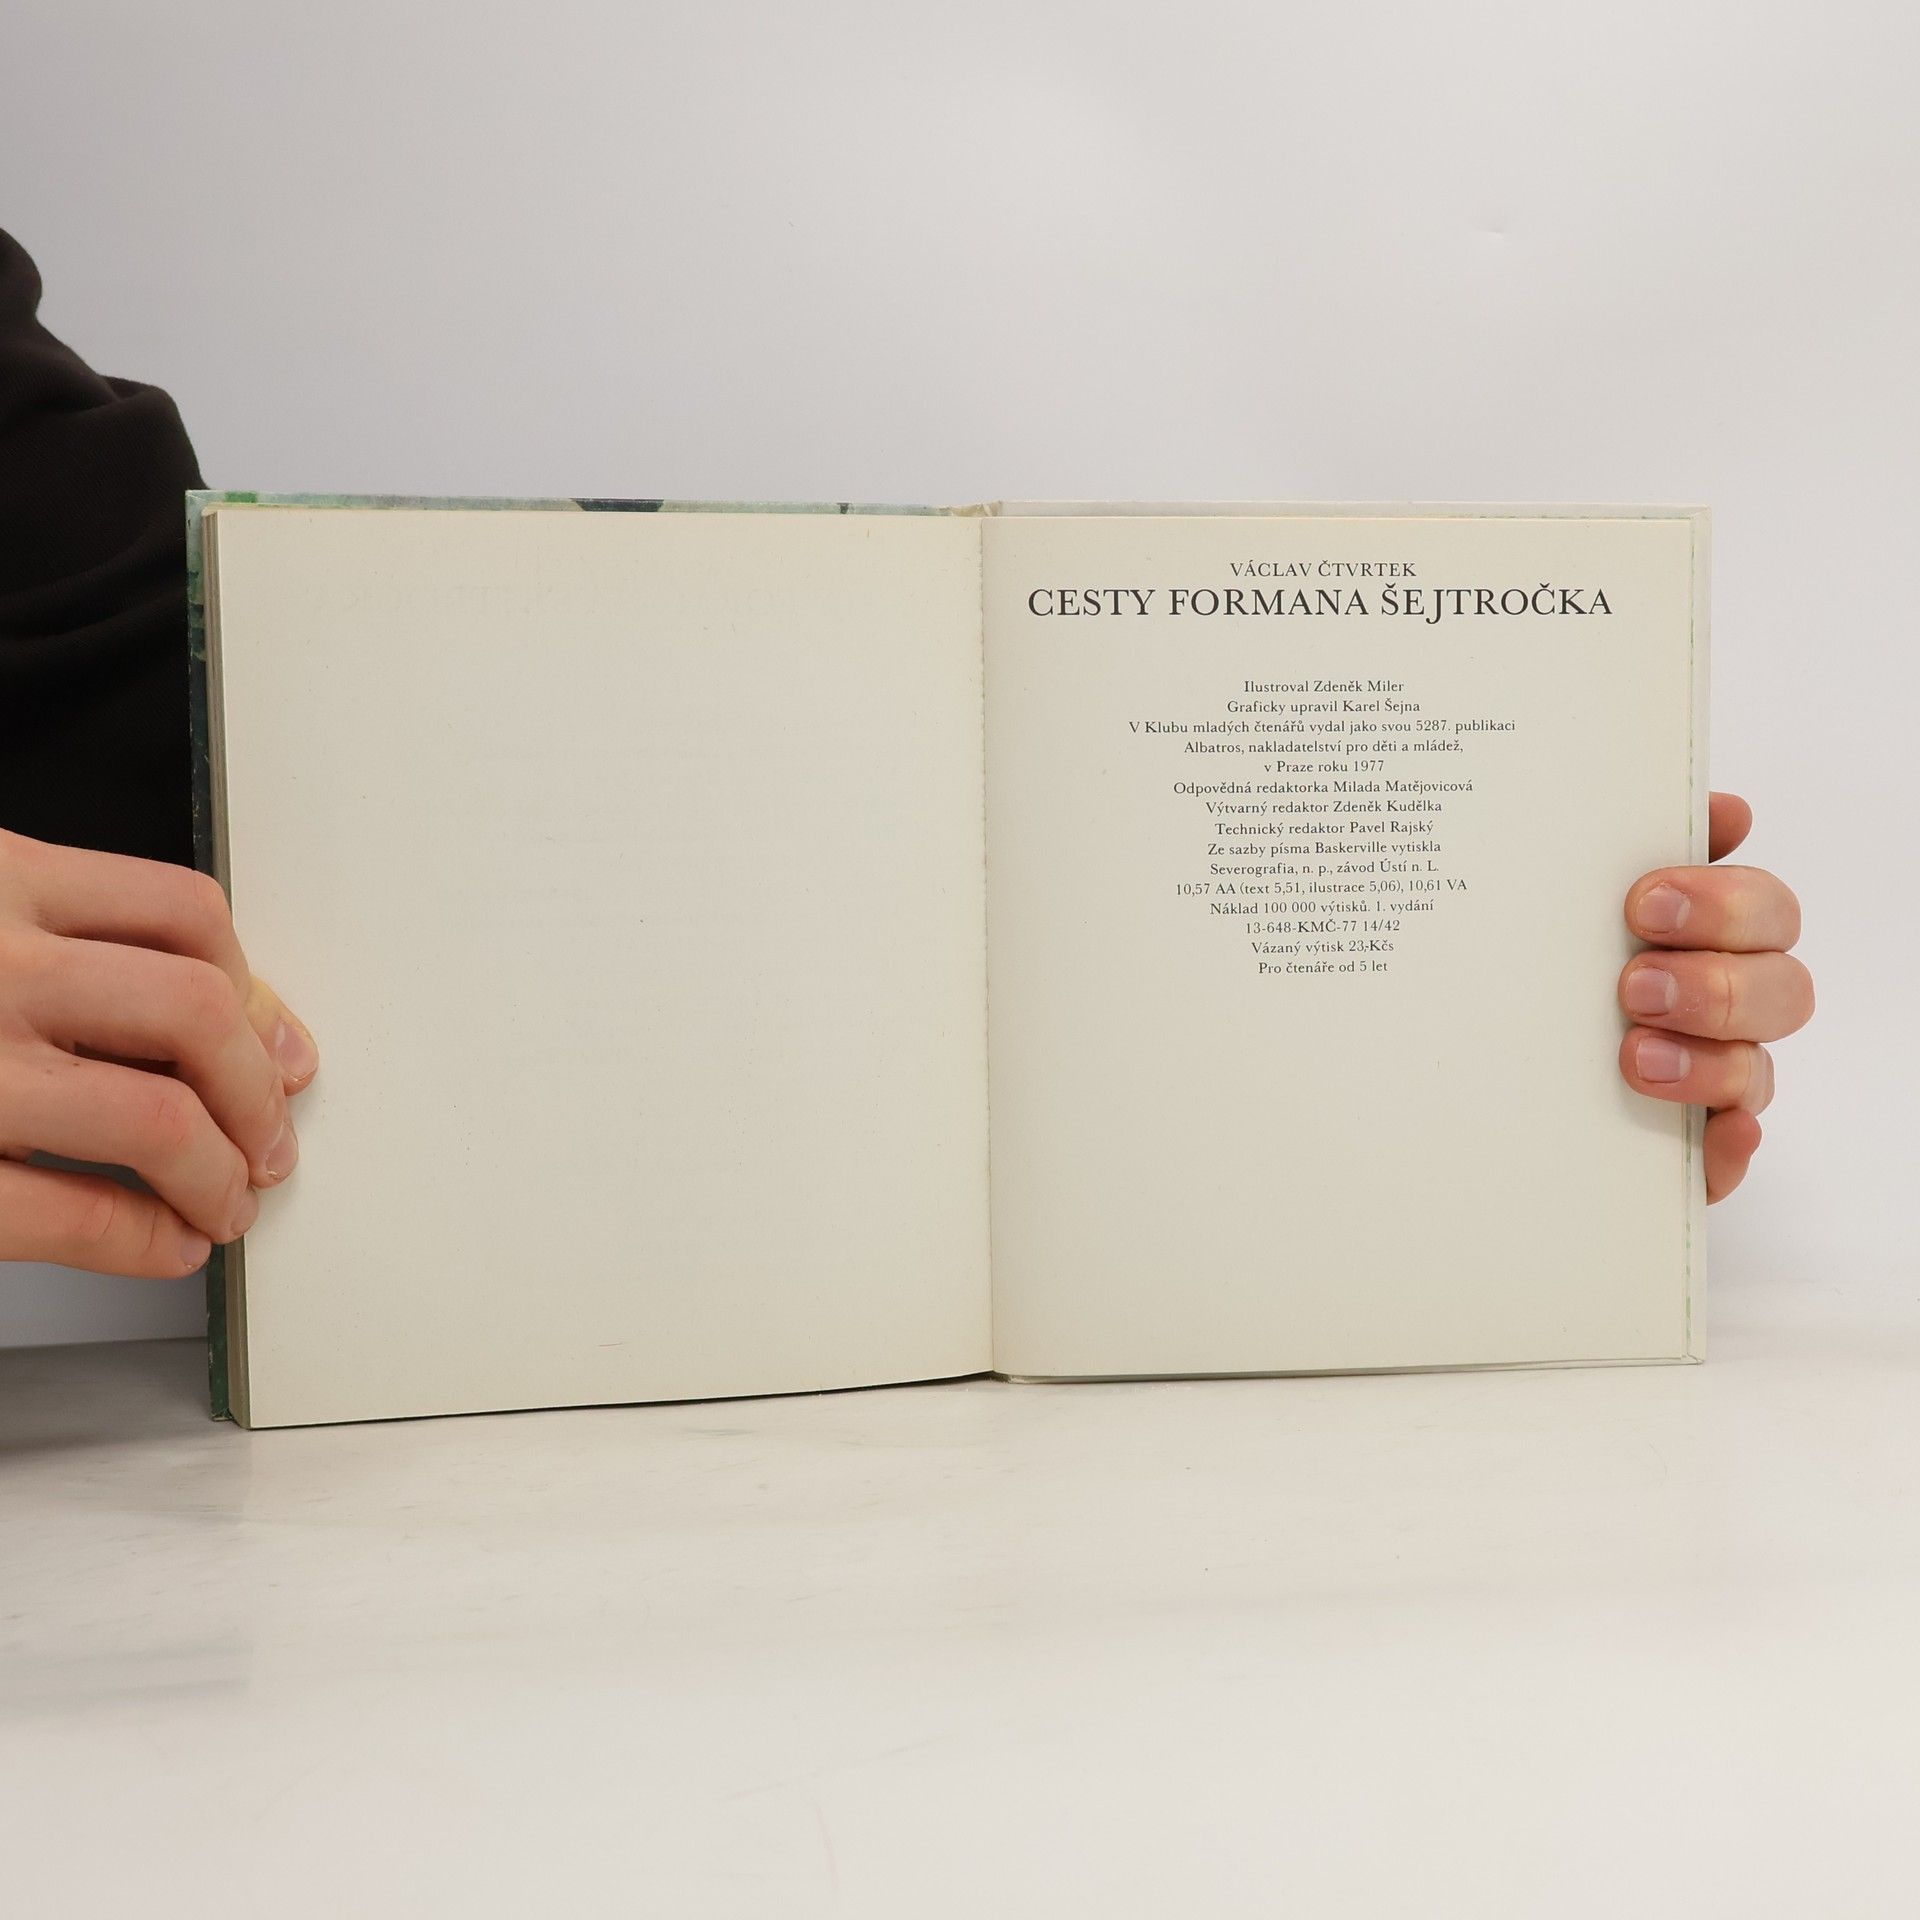 VÁCLAV ČTVRTEK
CESTY FORMANA ŠEJTROČKA
Ilustroval Zdeněk Miler
Graficky upravil Karel Šejna
V Klubu mladých čtenářů vydal jako svou 5287. publikaci
Albatros, nakladatelství pro děti a mládež,
v Praze roku 1977
Odpovědná redaktorka Milada Matějovicová
Výtvarný redaktor Zdeněk Kudělka
Technický redaktor Pavel Rajský
Ze sazby písma Baskerville vytiskla
Severografia, n. p., závod Ústí n. L.
10,57 AA (text 5,51, ilustrace 5,06), 10,61 VA
Náklad 100 000 výtisků. 1. vydání
13-648-KMČ-77 14/42
Vázaný výtisk 23,-Kčs
Pro čtenáře od 5 let